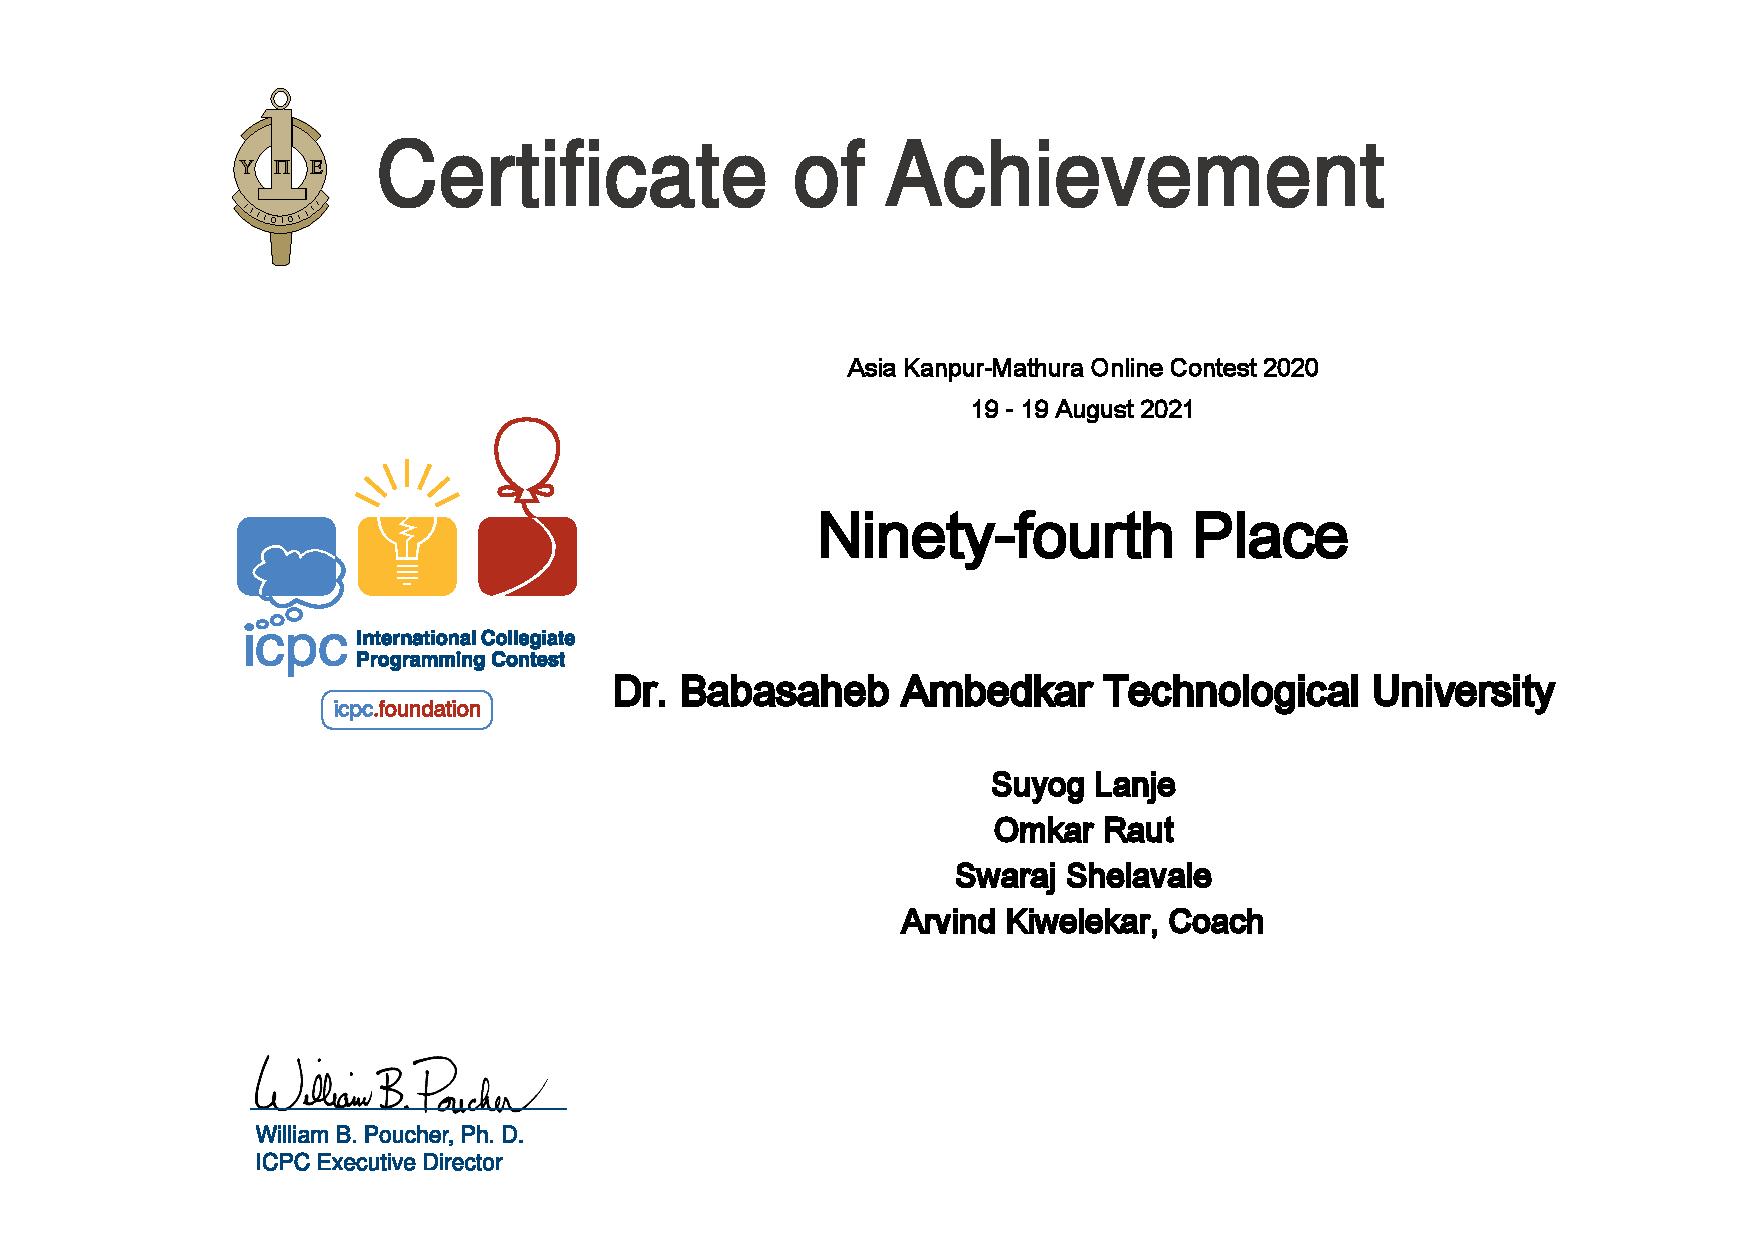 Υ Π Ε
Certificate of Achievement
Asia Kanpur-Mathura Online Contest 2020
19 - 19 August 2021
Ninety-fourth Place
icpc International Collegiate
Programming Contest
icpc.foundation
Dr. Babasaheb Ambedkar Technological University
Suyog Lanje
Omkar Raut
Swaraj Shelavale
Arvind Kiwelekar, Coach
William B. Poucher
William B. Poucher, Ph. D.
ICPC Executive Director